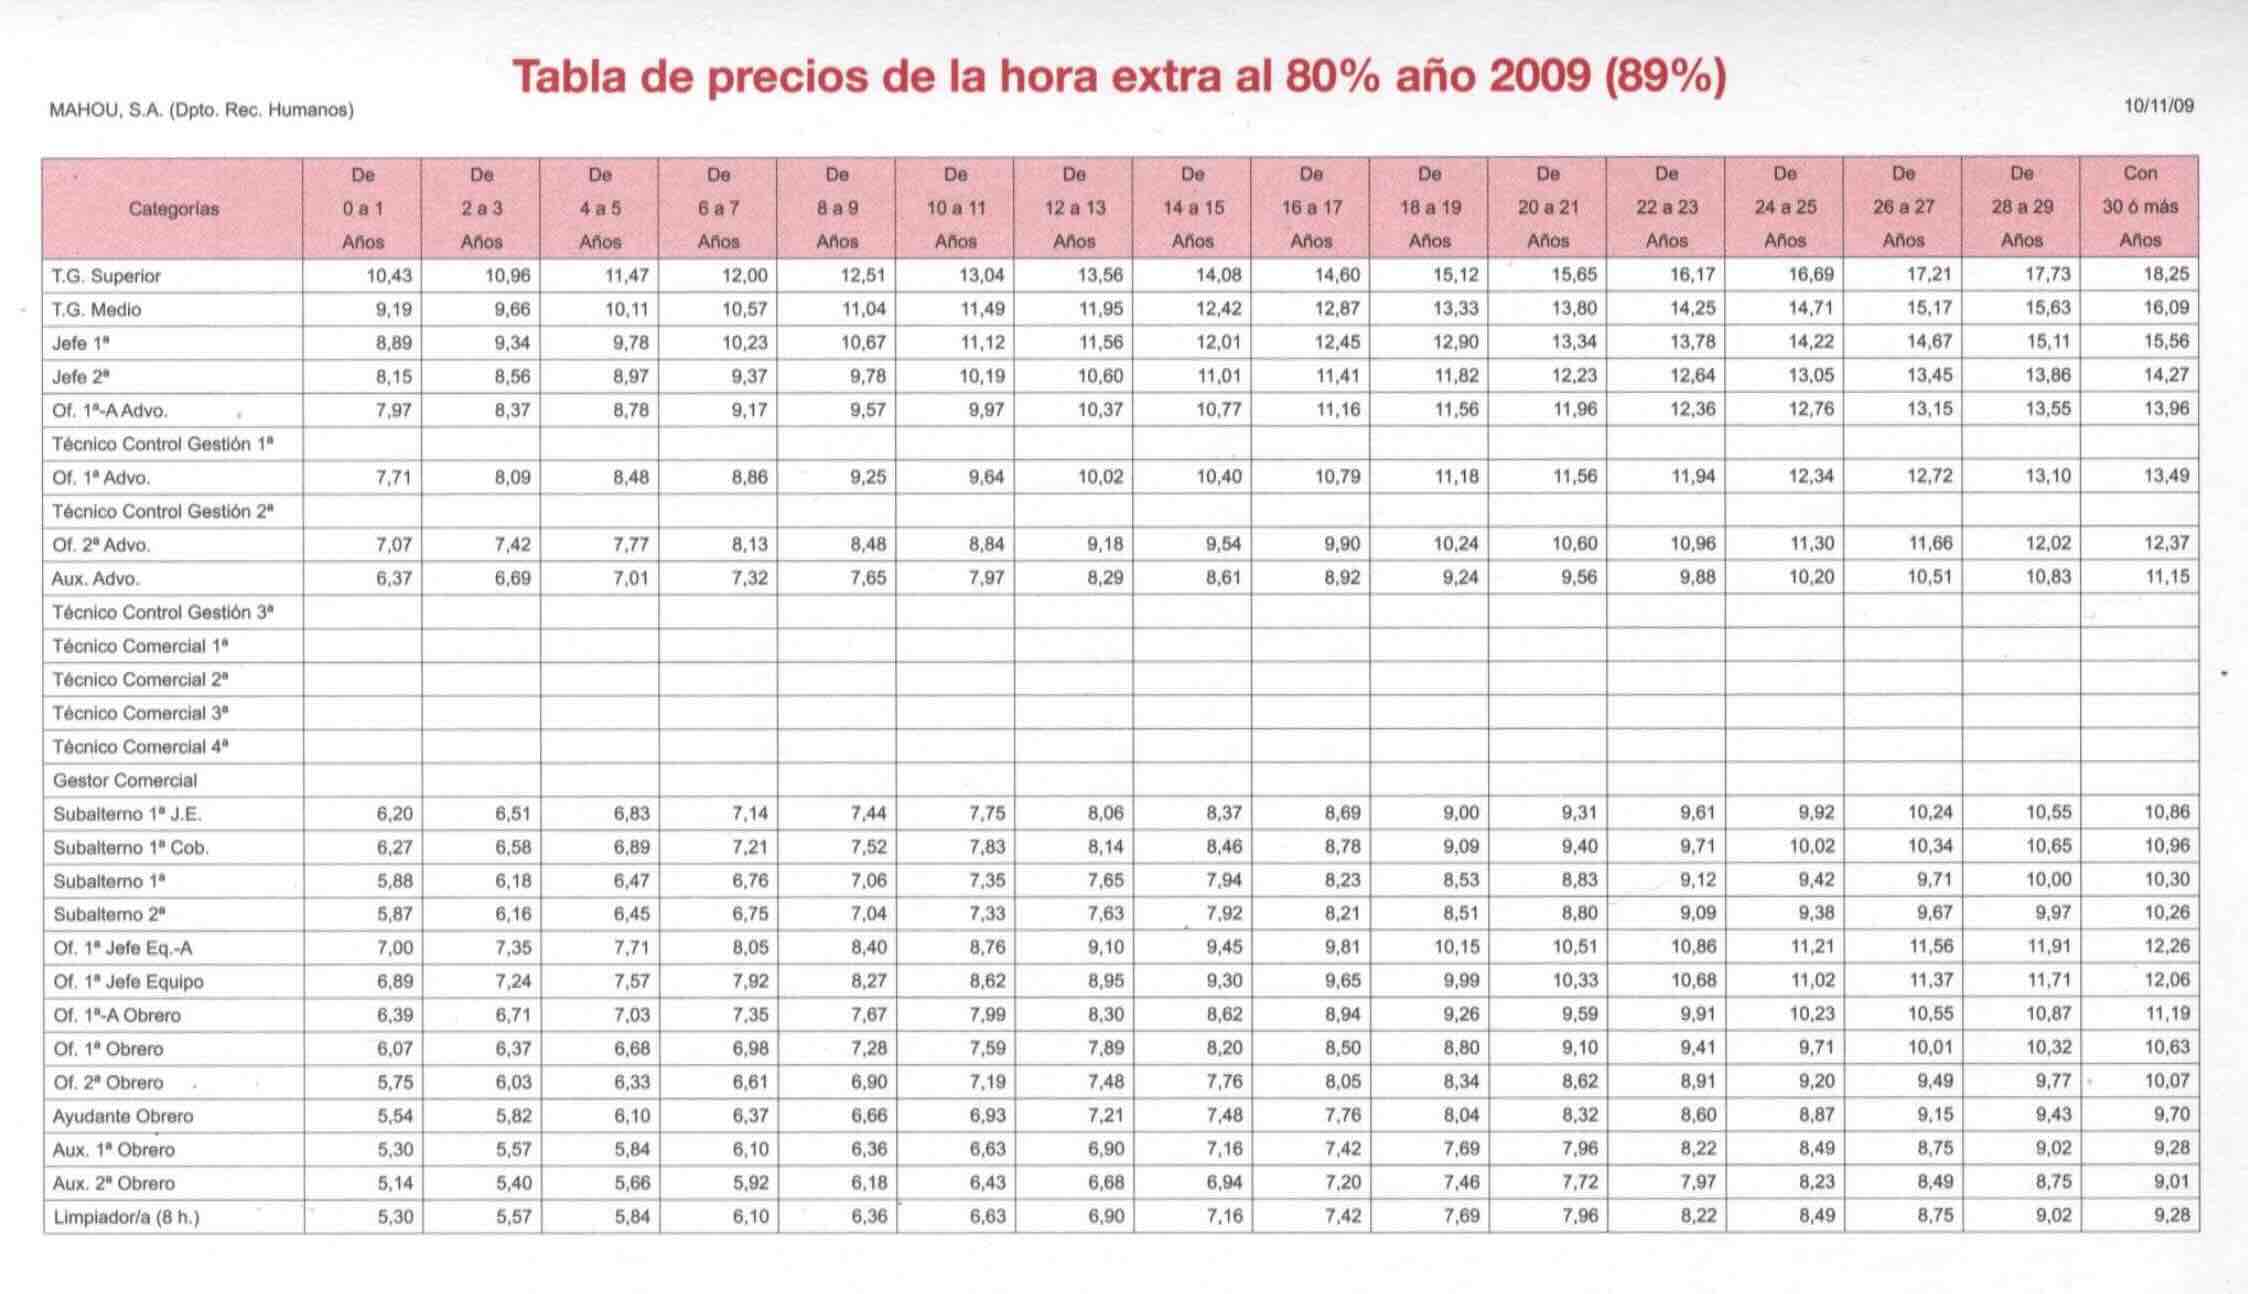 Tabla de precios de la hora extra al 80% año 2009 (89%)
MAHOU, S.A. (Dpto. Rec. Humanos) 10/11/09
Categorías De 0 a 1 Años De 2 a 3 Años De 4 a 5 Años De 6 a 7 Años De 8 a 9 Años De 10 a 11 Años De 12 a 13 Años De 14 a 15 Años De 16 a 17 Años De 18 a 19 Años De 20 a 21 Años De 22 a 23 Años De 24 a 25 Años De 26 a 27 Años De 28 a 29 Años Con 30 ó más Años
T.G. Superior 10,43 10,96 11,47 12,00 12,51 13,04 13,56 14,08 14,60 15,12 15,65 16,17 16,69 17,21 17,73 18,25
T.G. Medio 9,19 9,66 10,11 10,57 11,04 11,49 11,95 12,42 12,87 13,33 13,80 14,25 14,71 15,17 15,63 16,09
Jefe 1ª 8,89 9,34 9,78 10,23 10,67 11,12 11,56 12,01 12,45 12,90 13,34 13,78 14,22 14,67 15,11 15,56
Jefe 2ª 8,15 8,56 8,97 9,37 9,78 10,19 10,60 11,01 11,41 11,82 12,23 12,64 13,05 13,45 13,86 14,27
Of. 1ª-A Advo. 7,97 8,37 8,78 9,17 9,57 9,97 10,37 10,77 11,16 11,56 11,96 12,36 12,76 13,15 13,55 13,96
Técnico Control Gestión 1ª
Of. 1ª Advo. 7,71 8,09 8,48 8,86 9,25 9,64 10,02 10,40 10,79 11,18 11,56 11,94 12,34 12,72 13,10 13,49
Técnico Control Gestión 2ª
Of. 2ª Advo. 7,07 7,42 7,77 8,13 8,48 8,84 9,18 9,54 9,90 10,24 10,60 10,96 11,30 11,66 12,02 12,37
Aux. Advo. 6,37 6,69 7,01 7,32 7,65 7,97 8,29 8,61 8,92 9,24 9,56 9,88 10,20 10,51 10,83 11,15
Técnico Control Gestión 3ª
Técnico Comercial 1ª
Técnico Comercial 2ª
Técnico Comercial 3ª
Técnico Comercial 4ª
Gestor Comercial
Subalterno 1ª J.E. 6,20 6,51 6,83 7,14 7,44 7,75 8,06 8,37 8,69 9,00 9,31 9,61 9,92 10,24 10,55 10,86
Subalterno 1ª Cob. 6,27 6,58 6,89 7,21 7,52 7,83 8,14 8,46 8,78 9,09 9,40 9,71 10,02 10,34 10,65 10,96
Subalterno 1ª 5,88 6,18 6,47 6,76 7,06 7,35 7,65 7,94 8,23 8,53 8,83 9,12 9,42 9,71 10,00 10,30
Subalterno 2ª 5,87 6,16 6,45 6,75 7,04 7,33 7,63 7,92 8,21 8,51 8,80 9,09 9,38 9,67 9,97 10,26
Of. 1ª Jefe Eq.-A 7,00 7,35 7,71 8,05 8,40 8,76 9,10 9,45 9,81 10,15 10,51 10,86 11,21 11,56 11,91 12,26
Of. 1ª Jefe Equipo 6,89 7,24 7,57 7,92 8,27 8,62 8,95 9,30 9,65 9,99 10,33 10,68 11,02 11,37 11,71 12,06
Of. 1ª-A Obrero 6,39 6,71 7,03 7,35 7,67 7,99 8,30 8,62 8,94 9,26 9,59 9,91 10,23 10,55 10,87 11,19
Of. 1ª Obrero 6,07 6,37 6,68 6,98 7,28 7,59 7,89 8,20 8,50 8,80 9,10 9,41 9,71 10,01 10,32 10,63
Of. 2ª Obrero 5,75 6,03 6,33 6,61 6,90 7,19 7,48 7,76 8,05 8,34 8,62 8,91 9,20 9,49 9,77 10,07
Ayudante Obrero 5,54 5,82 6,10 6,37 6,66 6,93 7,21 7,48 7,76 8,04 8,32 8,60 8,87 9,15 9,43 9,70
Aux. 1ª Obrero 5,30 5,57 5,84 6,10 6,36 6,63 6,90 7,16 7,42 7,69 7,96 8,22 8,49 8,75 9,02 9,28
Aux. 2ª Obrero 5,14 5,40 5,66 5,92 6,18 6,43 6,68 6,94 7,20 7,46 7,72 7,97 8,23 8,49 8,75 9,01
Limpiador/a (8 h.) 5,30 5,57 5,84 6,10 6,36 6,63 6,90 7,16 7,42 7,69 7,96 8,22 8,49 8,75 9,02 9,28